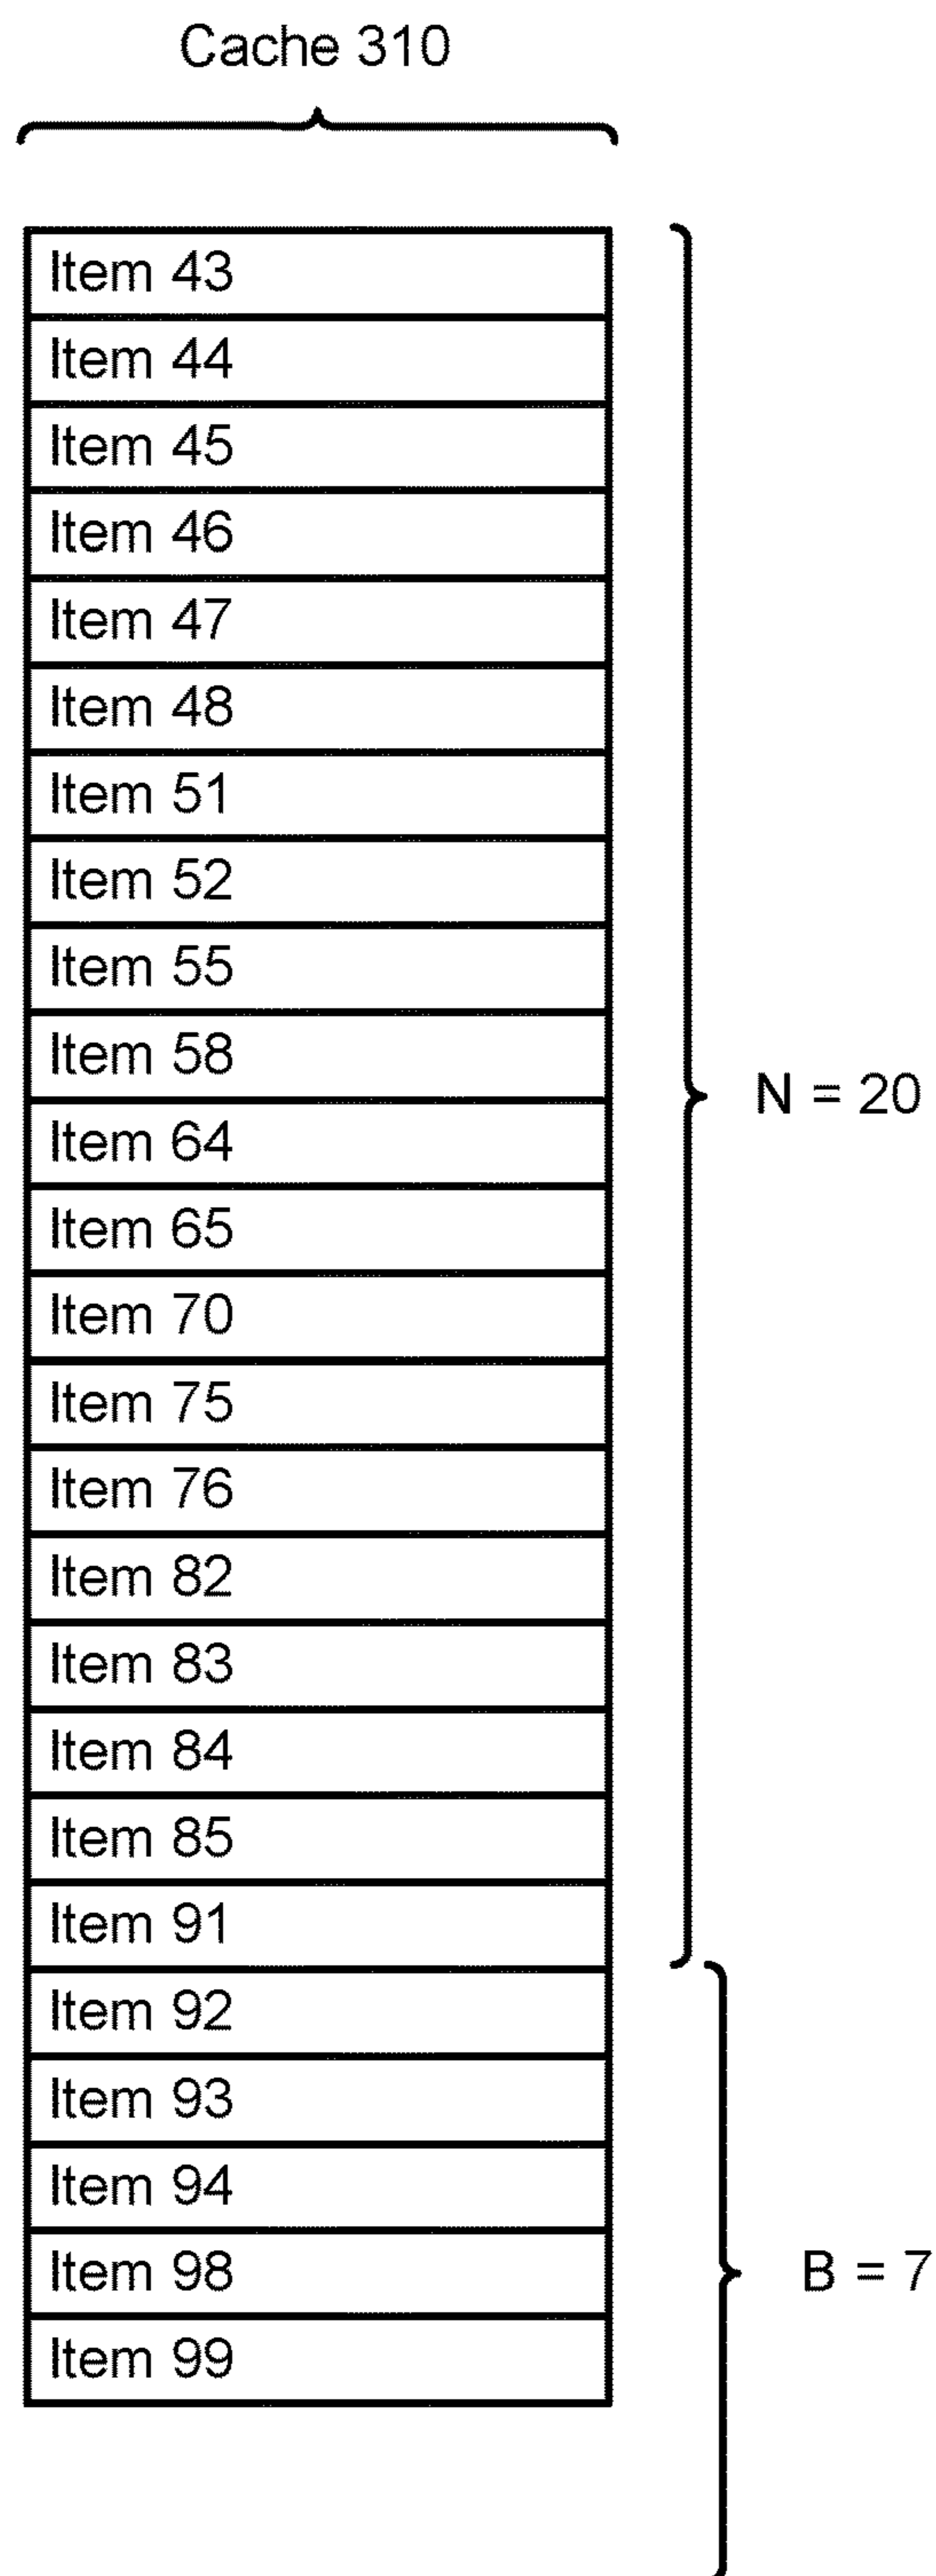 Cache 310
Item 43
Item 44
Item 45
Item 46
Item 47
Item 48
Item 51
Item 52
Item 55
Item 58
N = 20
Item 64
Item 65
Item 70
Item 75
Item 76
Item 82
Item 83
Item 84
Item 85
Item 91
Item 92
Item 93
Item 94
Item 98
B = 7
Item 99